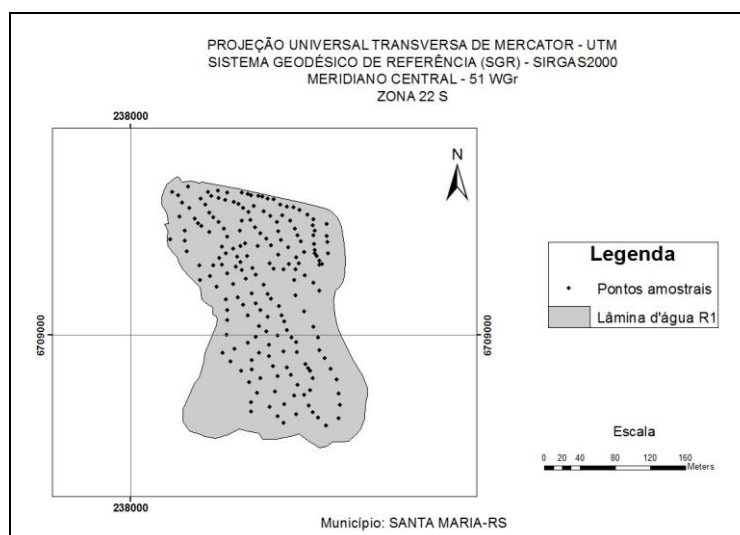 PROJEÇÃO UNIVERSAL TRANSVERSA DE MERCATOR - UTM
SISTEMA GEODÉSICO DE REFERÊNCIA (SGR) - SIRGAS2000
MERIDIANO CENTRAL - 51 WGr
ZONA 22 S
238000
N
Legenda
Pontos amostrais
Lâmina d'água R1
6709000
6709000
Escala
0 20 40 80 120 160
Meters
238000
Município: SANTA MARIA-RS